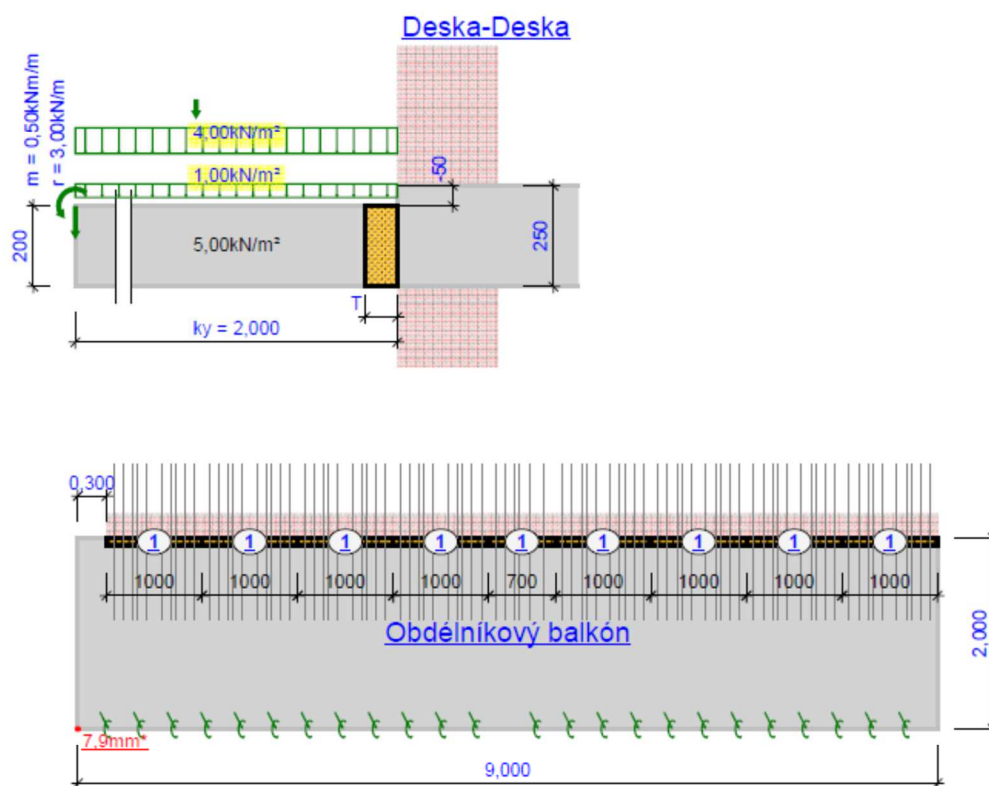 Deska-Deska
m = 0,50kNm/m
r = 3,00kN/m
4,00kN/m²
1,00kN/m²
-50
200
5,00kN/m²
250
T
ky = 2,000
0,300
1 1 1 1 1 1 1 1 1
1000 1000 1000 1000 700 1000 1000 1000 1000
Obdélníkový balkón
2,000
7,9mm*
9,000